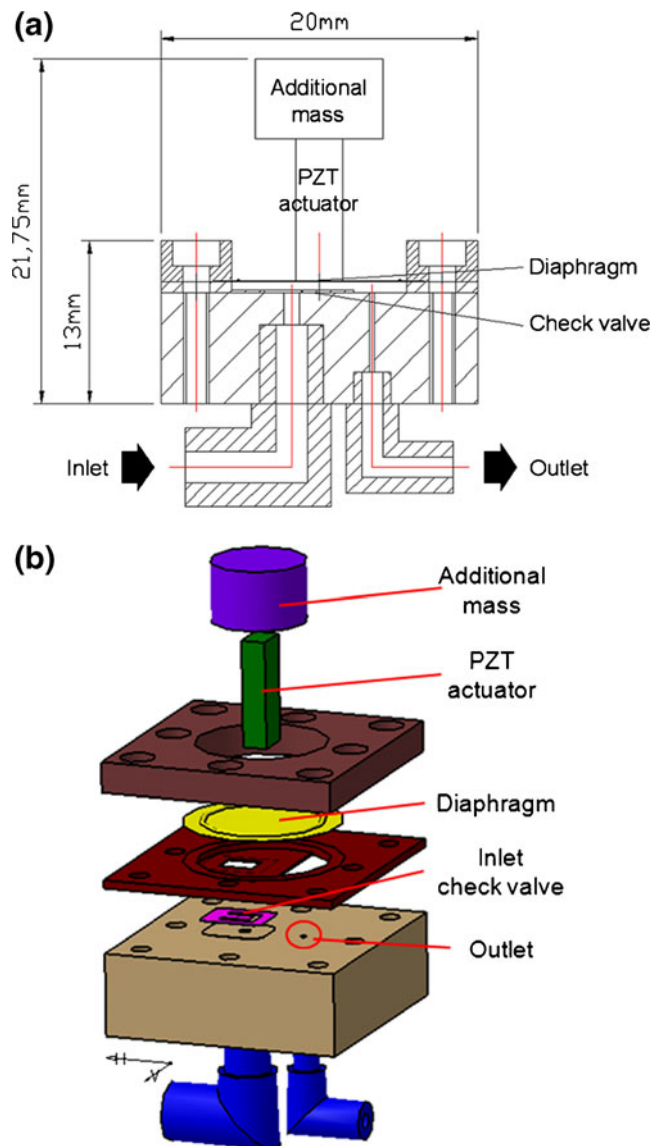 (a)
20mm
Additional
mass
21,75mm
PZT
actuator
13mm
Diaphragm
Check valve
Inlet
Outlet
(b)
Additional
mass
PZT
actuator
Diaphragm
Inlet
check valve
Outlet